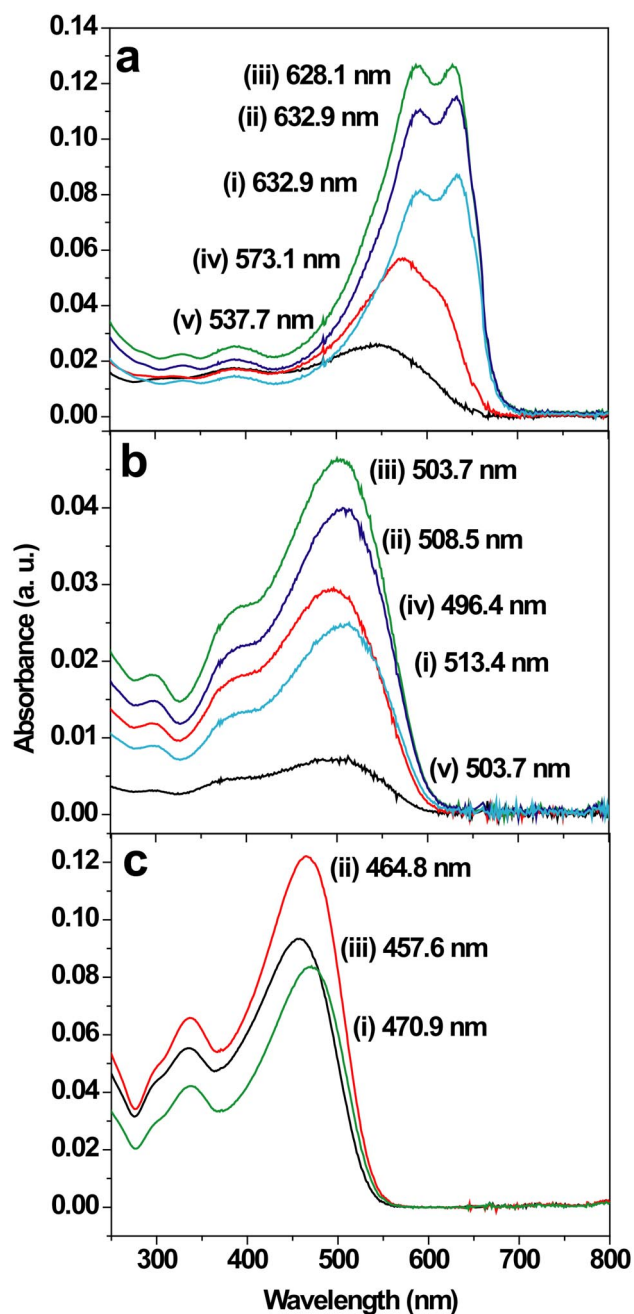 0.14
a
(iii) 628.1 nm
0.12
(ii) 632.9 nm
0.10
(i) 632.9 nm
0.08
0.06
(iv) 573.1 nm
0.04
(v) 537.7 nm
0.02
0.00
b
(iii) 503.7 nm
0.04
(ii) 508.5 nm
0.03
(iv) 496.4 nm
0.02
(i) 513.4 nm
0.01
(v) 503.7 nm
0.00
Absorbance (a. u.)
c
0.12
(ii) 464.8 nm
0.10
(iii) 457.6 nm
0.08
(i) 470.9 nm
0.06
0.04
0.02
0.00
300 400 500 600 700 800
Wavelength (nm)